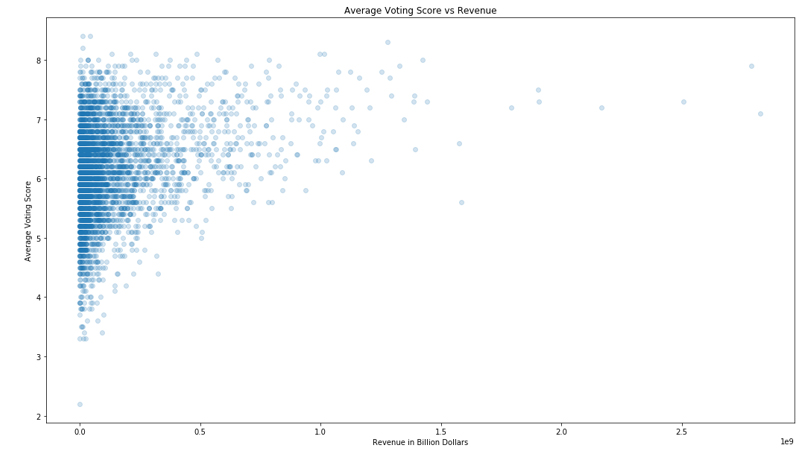 Average Voting Score vs Revenue
8
7
6
5
4
3
2
Average Voting Score
0.0 0.5 1.0 1.5 2.0 2.5
1e9
Revenue in Billion Dollars